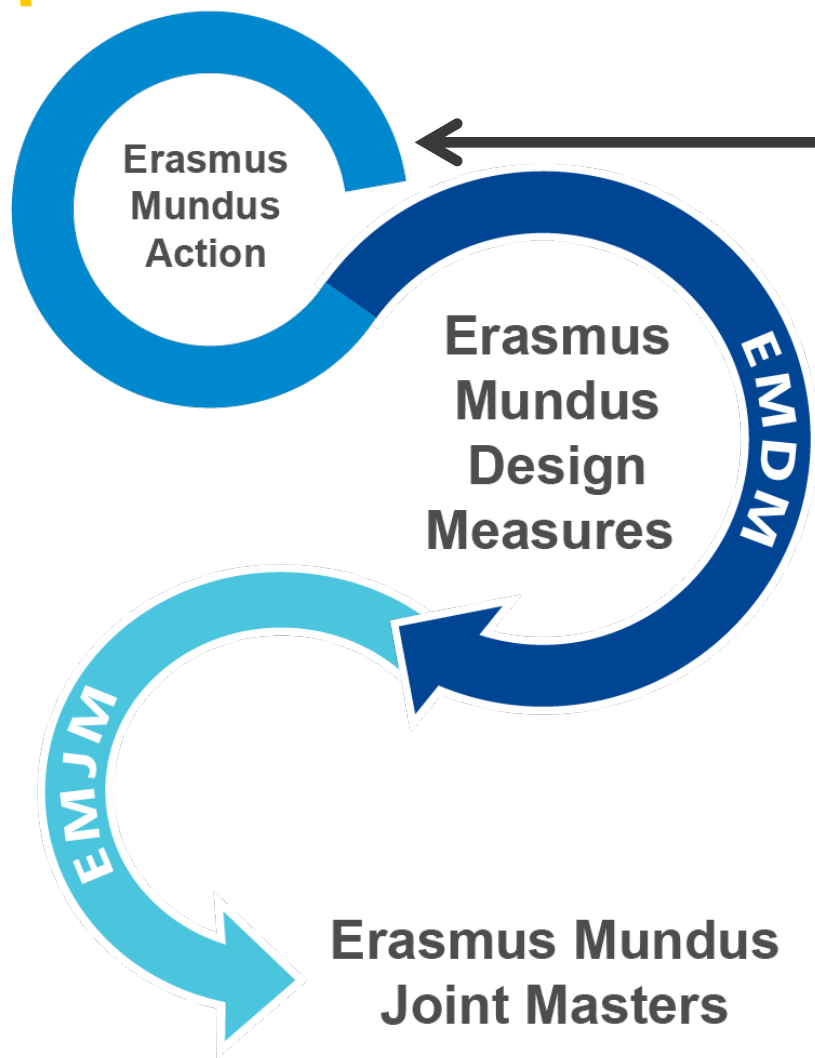 Erasmus
Mundus
Action
Erasmus
Mundus
Design
Measures
EMDM
EMJM
Erasmus Mundus
Joint Masters